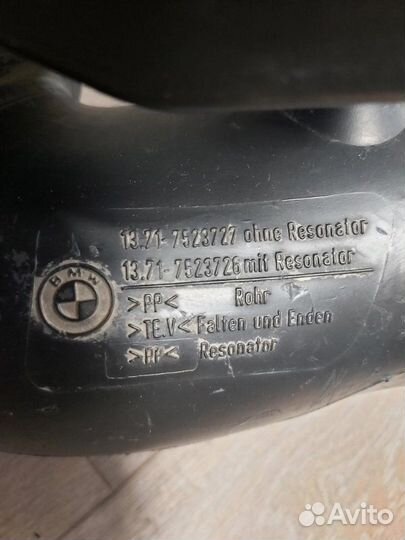 13.71-7523727 ohne Resonator
13.71-7523726 mit Resonator
BMW
>PP< Rohr
>TE.V< Falten und Enden
>PP< Resonator
Avito